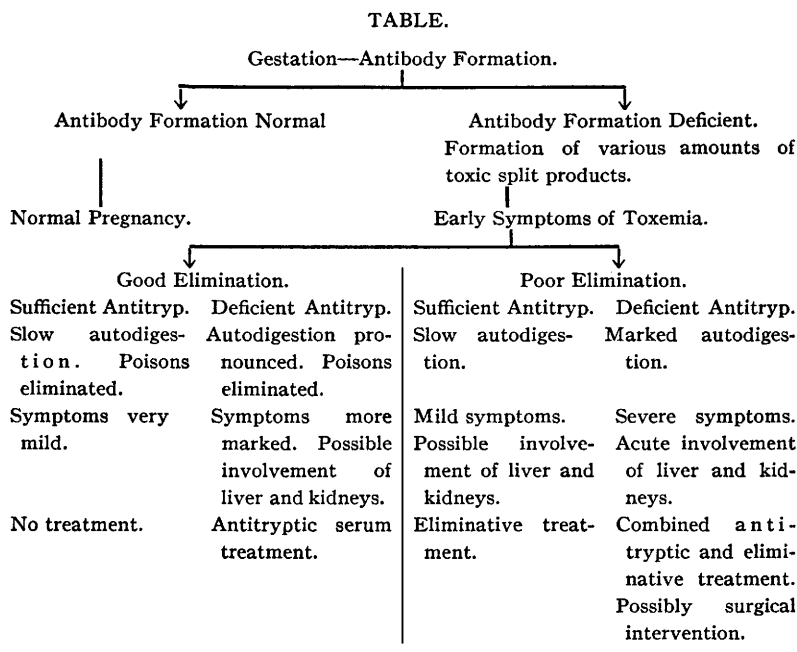 TABLE.
Gestation—Antibody Formation.
Antibody Formation Normal
Antibody Formation Deficient.
Formation of various amounts of
toxic split products.
Normal Pregnancy.
Early Symptoms of Toxemia.
Good Elimination.
Sufficient Antitryp.
Slow autodiges-
tion. Poisons
eliminated.
Symptoms very
mild.
No treatment.
Deficient Antitryp.
Autodigestion pro-
nounced. Poisons
eliminated.
Symptoms more
marked. Possible
involvement of
liver and kidneys.
Antitryptic serum
treatment.
Poor Elimination.
Sufficient Antitryp.
Slow autodiges-
tion.
Mild symptoms.
Possible involve-
ment of liver and
kidneys.
Eliminative treat-
ment.
Deficient Antitryp.
Marked autodiges-
tion.
Severe symptoms.
Acute involvement
of liver and kid-
neys.
Combined anti-
tryptic and elimi-
native treatment.
Possibly surgical
intervention.